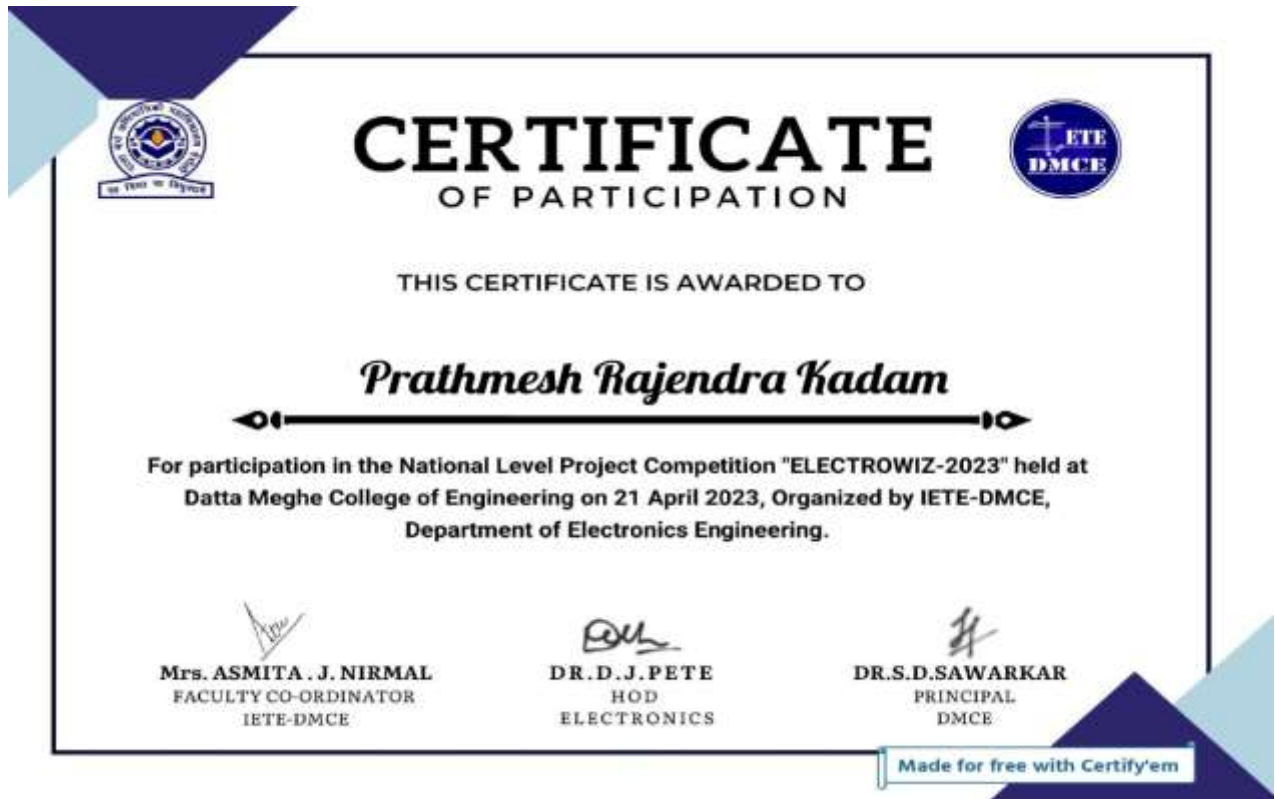 CERTIFICATE
OF PARTICIPATION
IETE
DMCE
THIS CERTIFICATE IS AWARDED TO
Prathmesh Rajendra Kadam
For participation in the National Level Project Competition "ELECTROWIZ-2023" held at
Datta Meghe College of Engineering on 21 April 2023, Organized by IETE-DMCE,
Department of Electronics Engineering.
Mrs. ASMITA . J. NIRMAL
FACULTY CO-ORDINATOR
IETE-DMCE
DR.D.J.PETE
HOD
ELECTRONICS
DR.S.D.SAWARKAR
PRINCIPAL
DMCE
Made for free with Certify'em